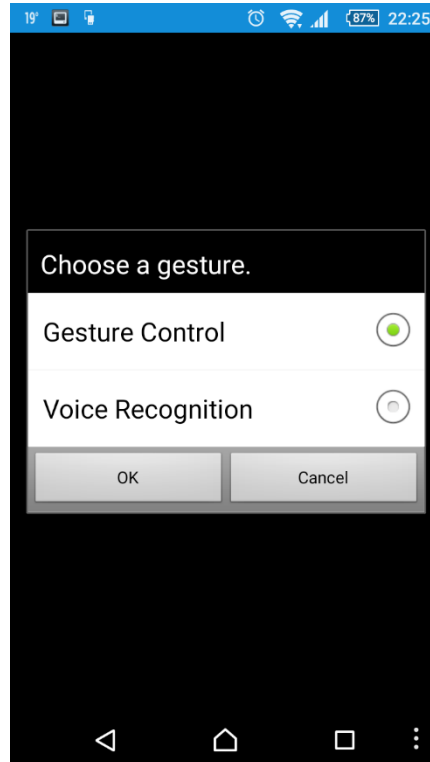 19° 87% 22:25
Choose a gesture.
Gesture Control
Voice Recognition
OK Cancel